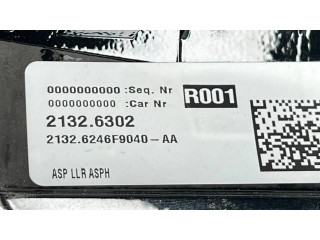 0000000000 :Seq. Nr R001
0000000000 :Car Nr
2132.6302
2132.6246F9040-AA
ASP LLR ASPH